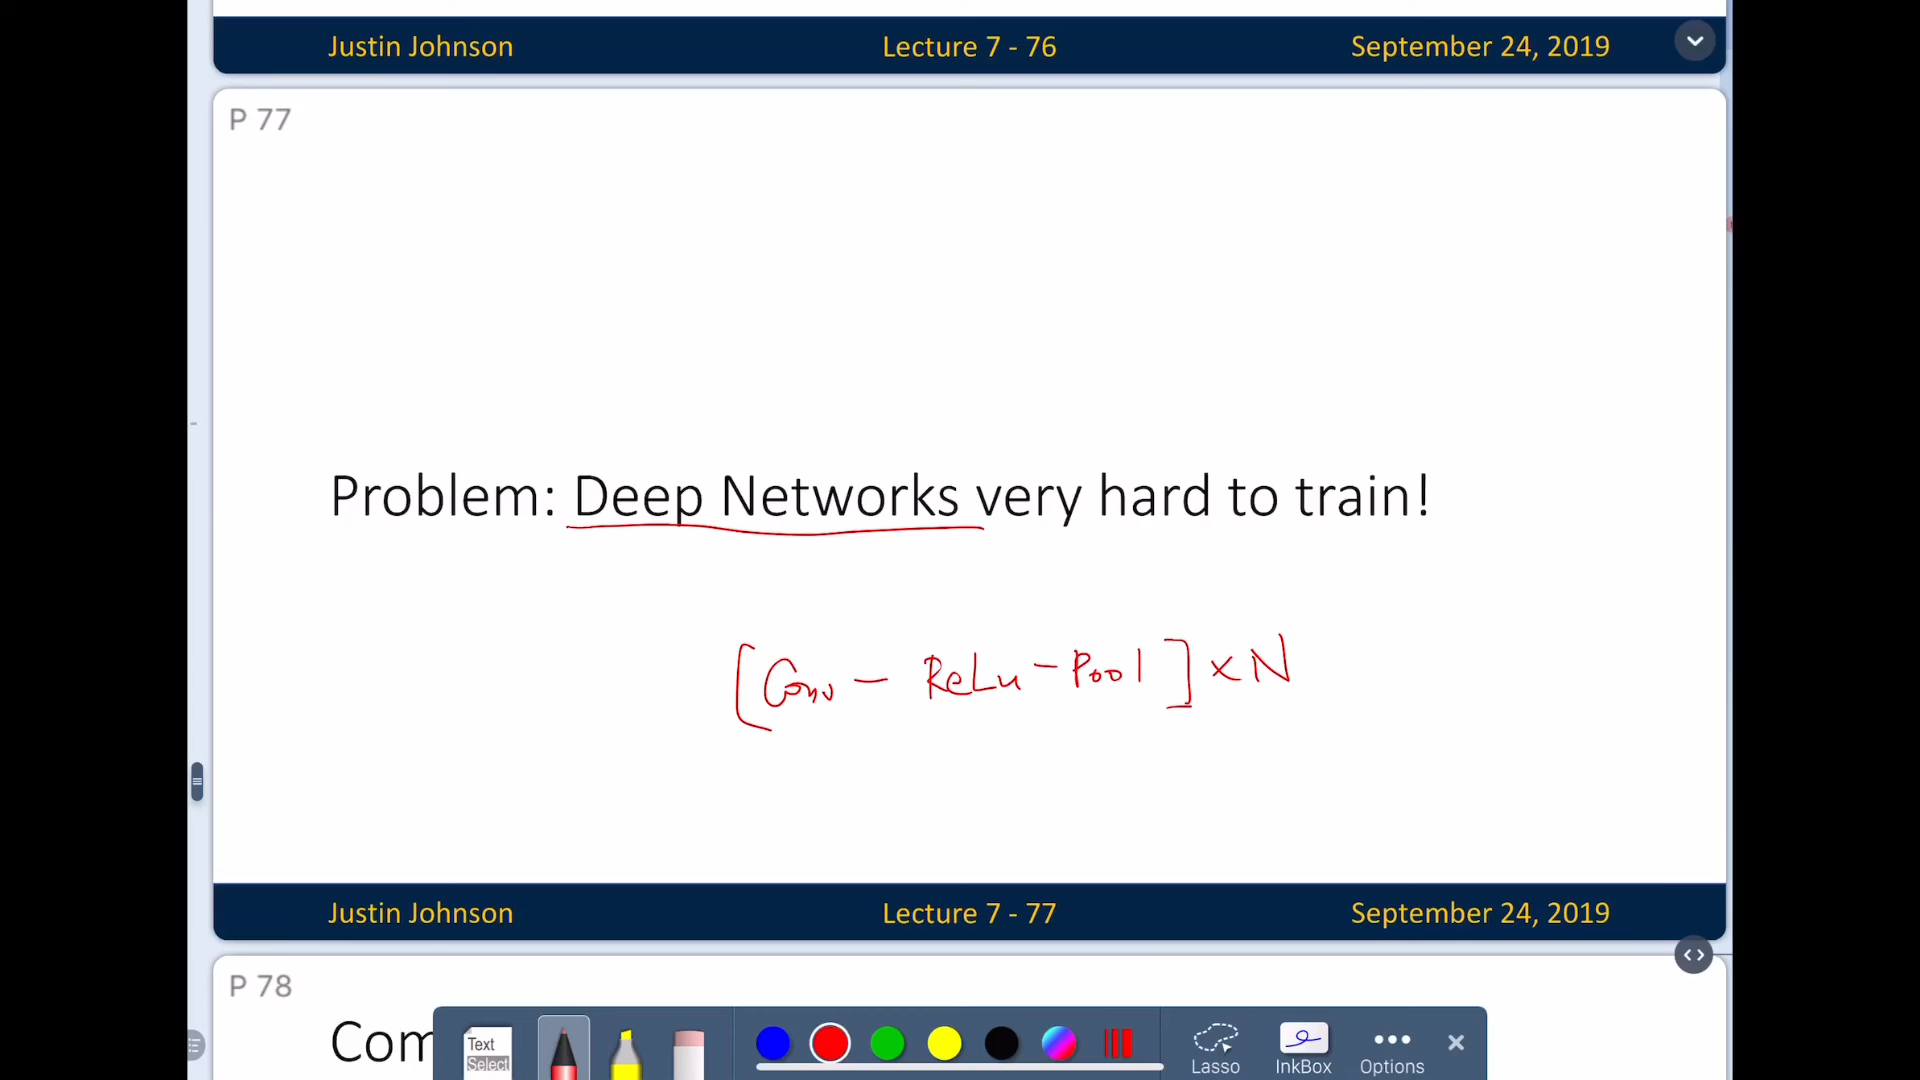 Justin Johnson Lecture 7 - 76 September 24, 2019
P 77
Problem: Deep Networks very hard to train!
[Conv - ReLu - Pool] × N
Justin Johnson Lecture 7 - 77 September 24, 2019
P 78
Com
Text
Select
Lasso InkBox Options